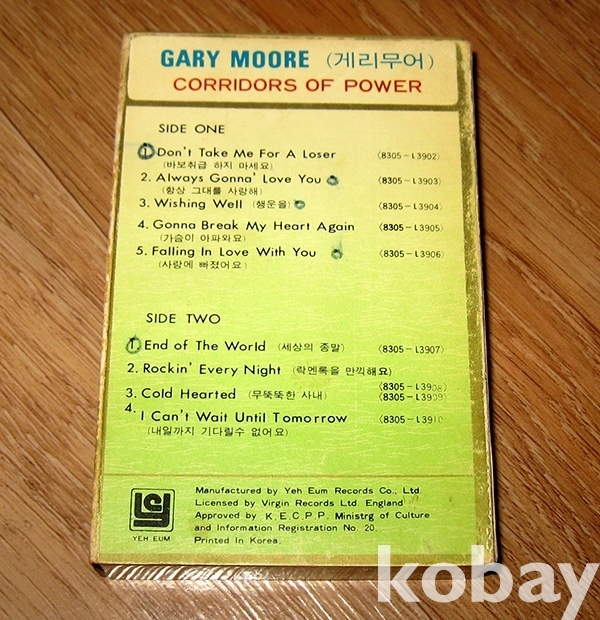 GARY MOORE (게리무어)
CORRIDORS OF POWER
SIDE ONE
1. Don't Take Me For A Loser (8305-L3902)
(바보취급 하지 마세요)
2. Always Gonna' Love You (8305-L3903)
(항상 그대를 사랑해)
3. Wishing Well (행운을) (8305-L3904)
4. Gonna Break My Heart Again (8305-L3905)
(가슴이 아파와요)
5. Falling In Love With You (8305-L3906)
(사랑에 빠졌어요)
SIDE TWO
1. End of The World (세상의 종말) (8305-L3907)
2. Rockin' Every Night (락엔록을 만끽해요)
(8305-L3908)
3. Cold Hearted (무뚝뚝한 사내) (8305-L3909)
4. I Can't Wait Until Tomorrow (8305-L3910
(내일까지 기다릴수 없어요)
Manufactured by Yeh Eum Records Co., Ltd.
Licensed by Virgin Records Ltd. England
Approved by K.E.C.P.P. Ministrg of Culture
and Information Registration No. 20.
Printed in Korea.
YEH EUM
kobay